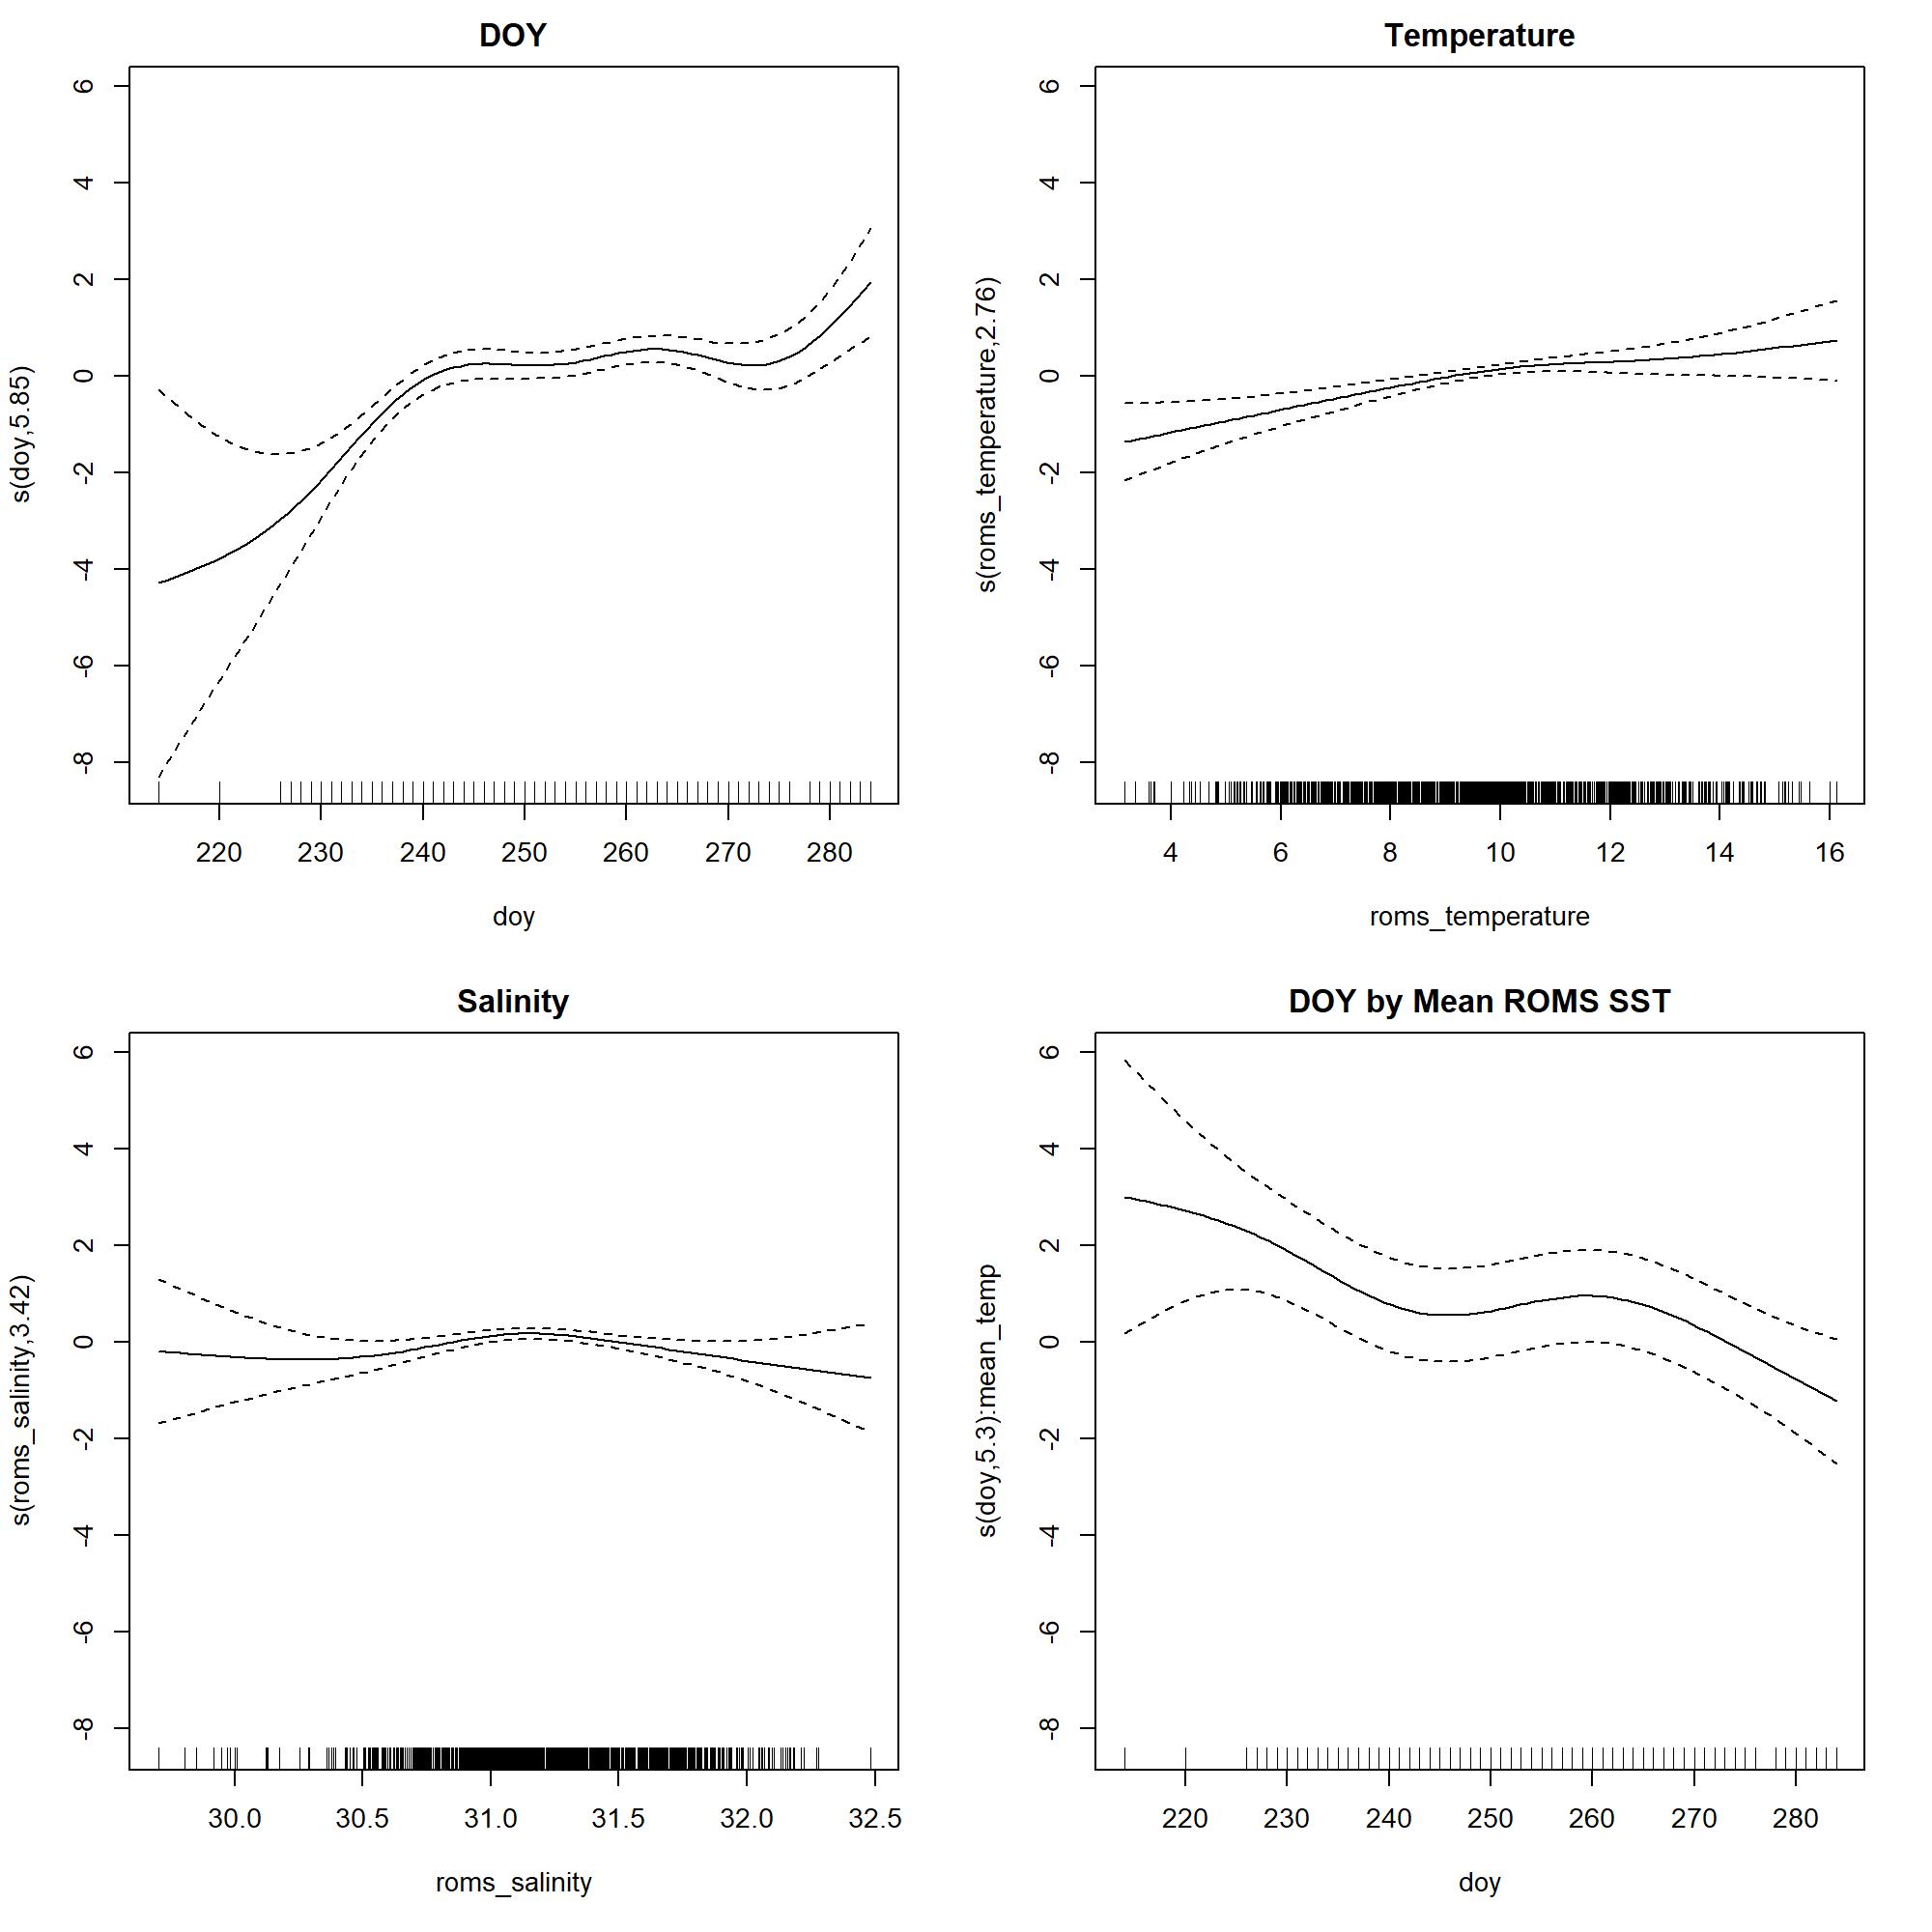 DOY
s(doy,5.85)
6
4
2
0
-2
-4
-6
-8
220 230 240 250 260 270 280
doy
Temperature
s(roms_temperature,2.76)
6
4
2
0
-2
-4
-6
-8
4 6 8 10 12 14 16
roms_temperature
Salinity
s(roms_salinity,3.42)
6
4
2
0
-2
-4
-6
-8
30.0 30.5 31.0 31.5 32.0 32.5
roms_salinity
DOY by Mean ROMS SST
s(doy,5.3):mean_temp
6
4
2
0
-2
-4
-6
-8
220 230 240 250 260 270 280
doy